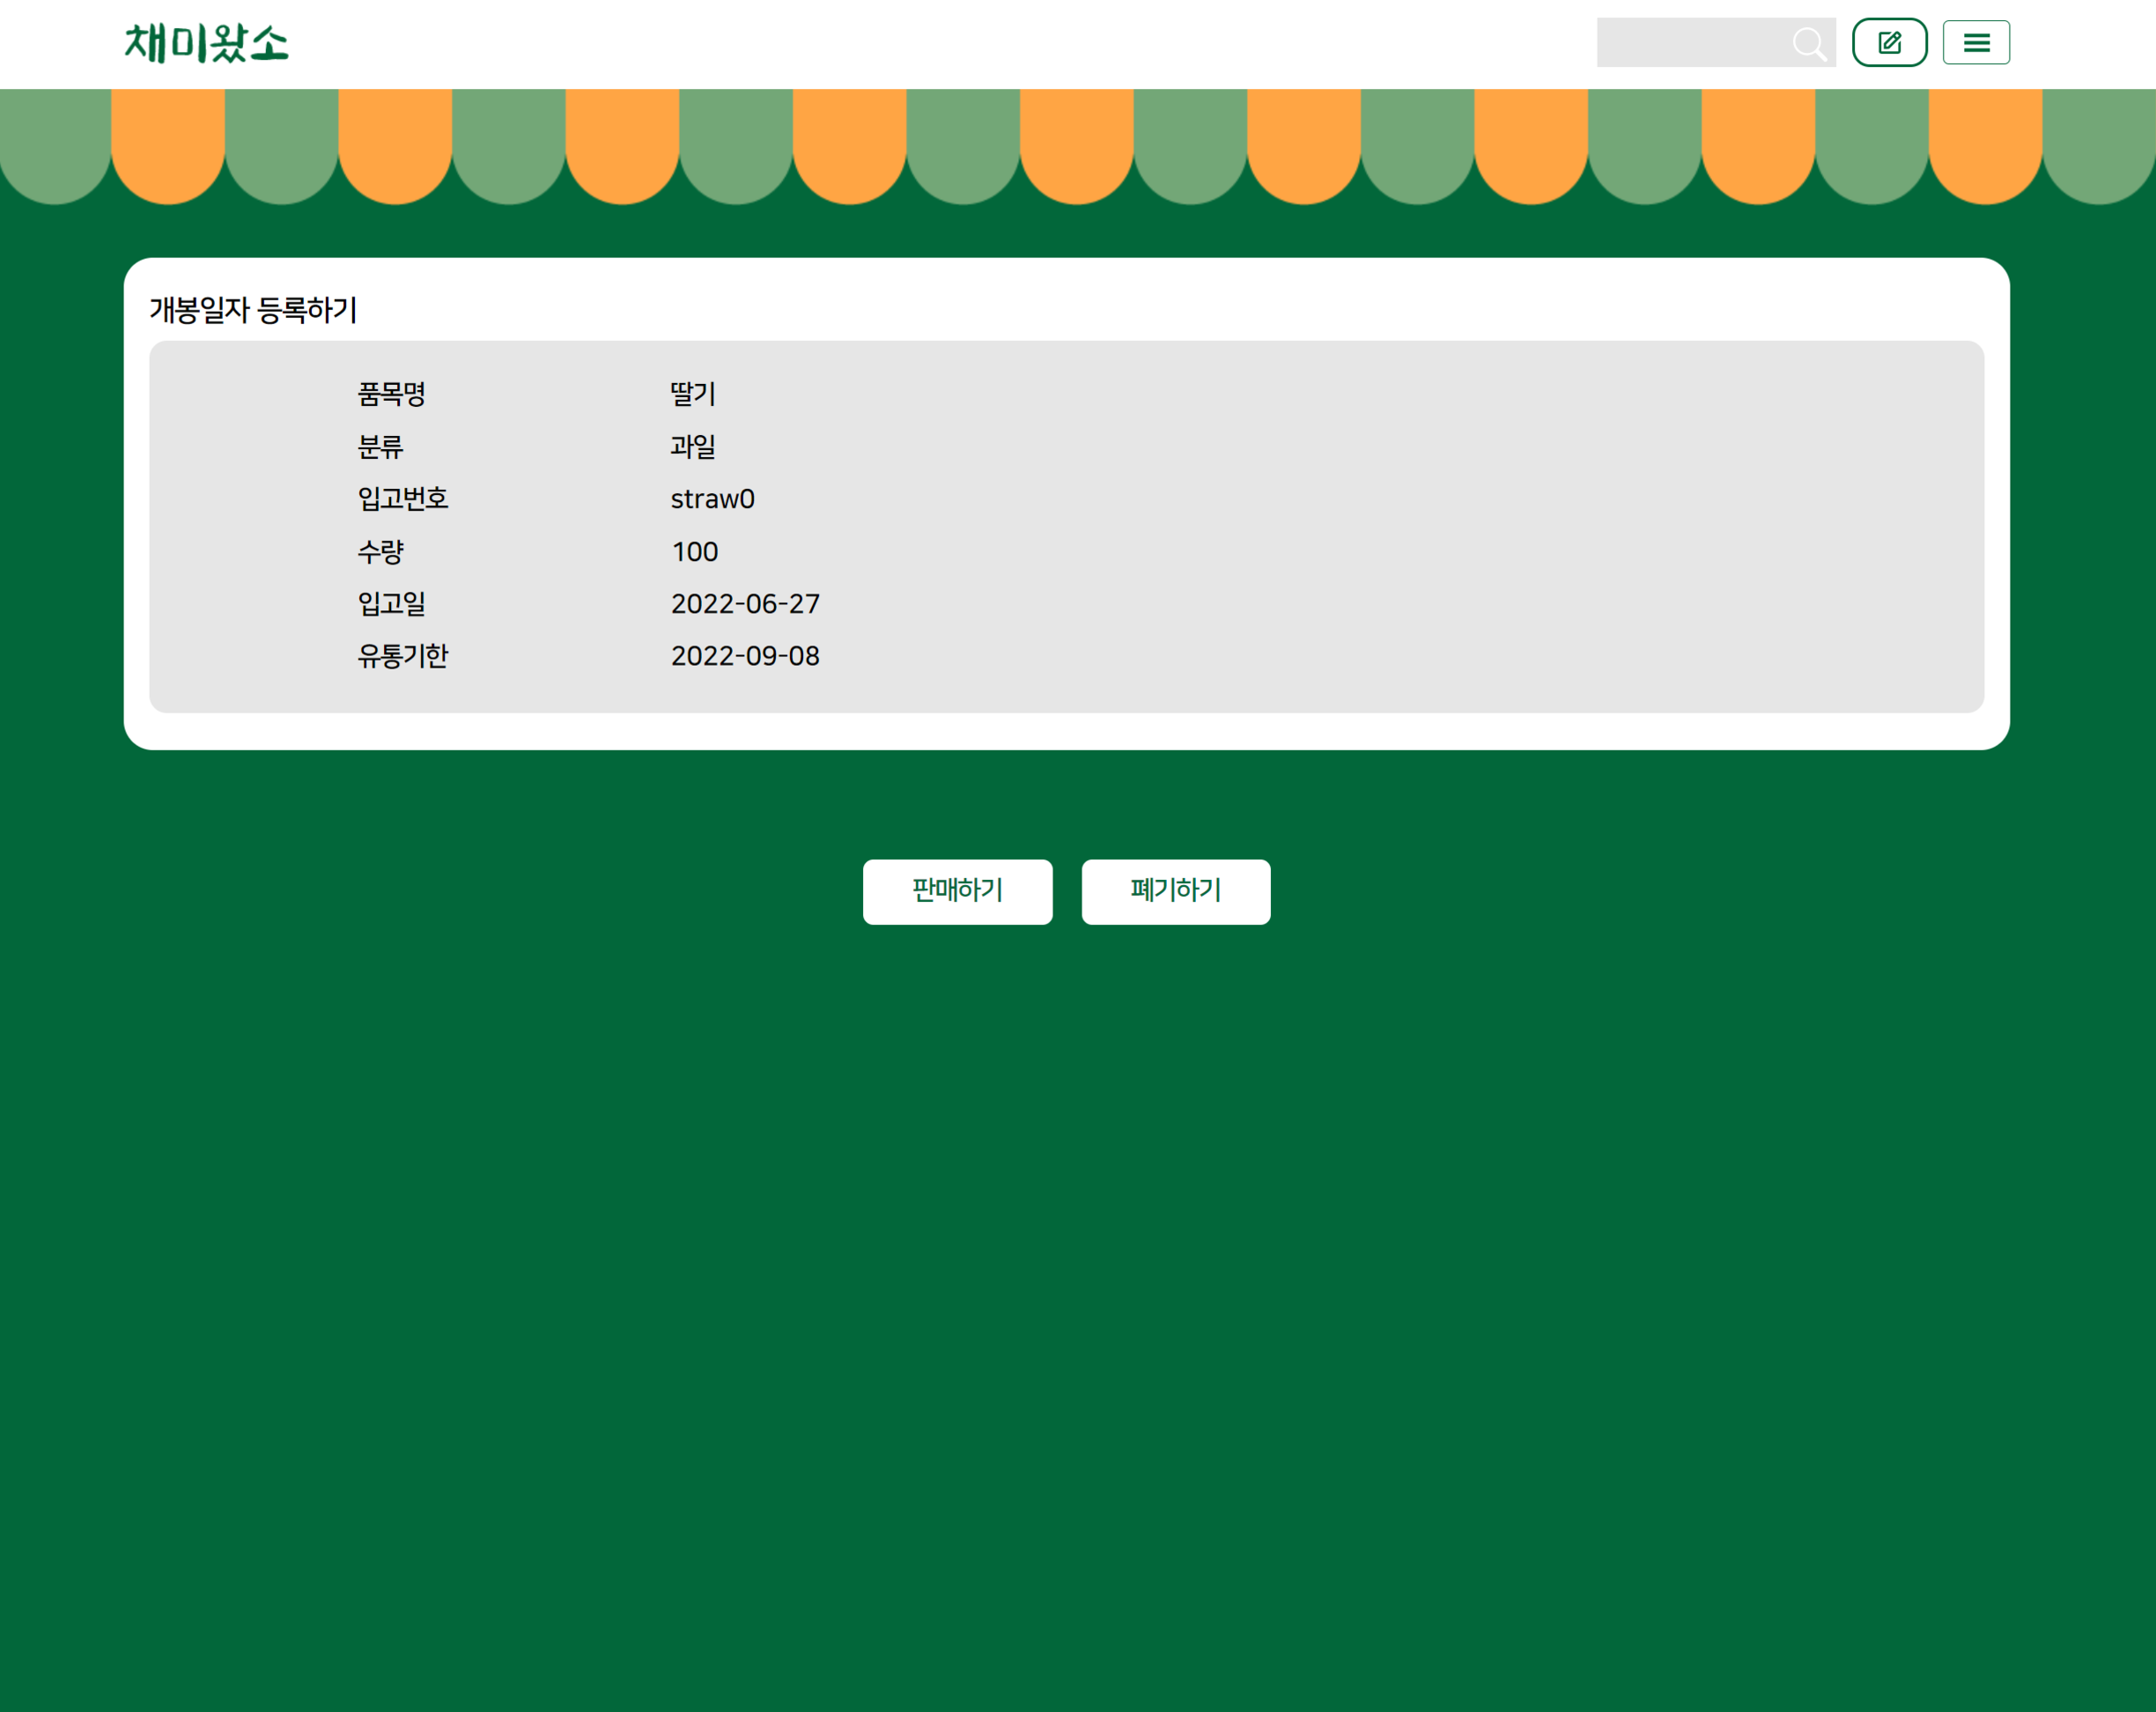 채미왔소
개봉일자 등록하기
품목명 딸기
분류 과일
입고번호 straw0
수량 100
입고일 2022-06-27
유통기한 2022-09-08
판매하기 폐기하기